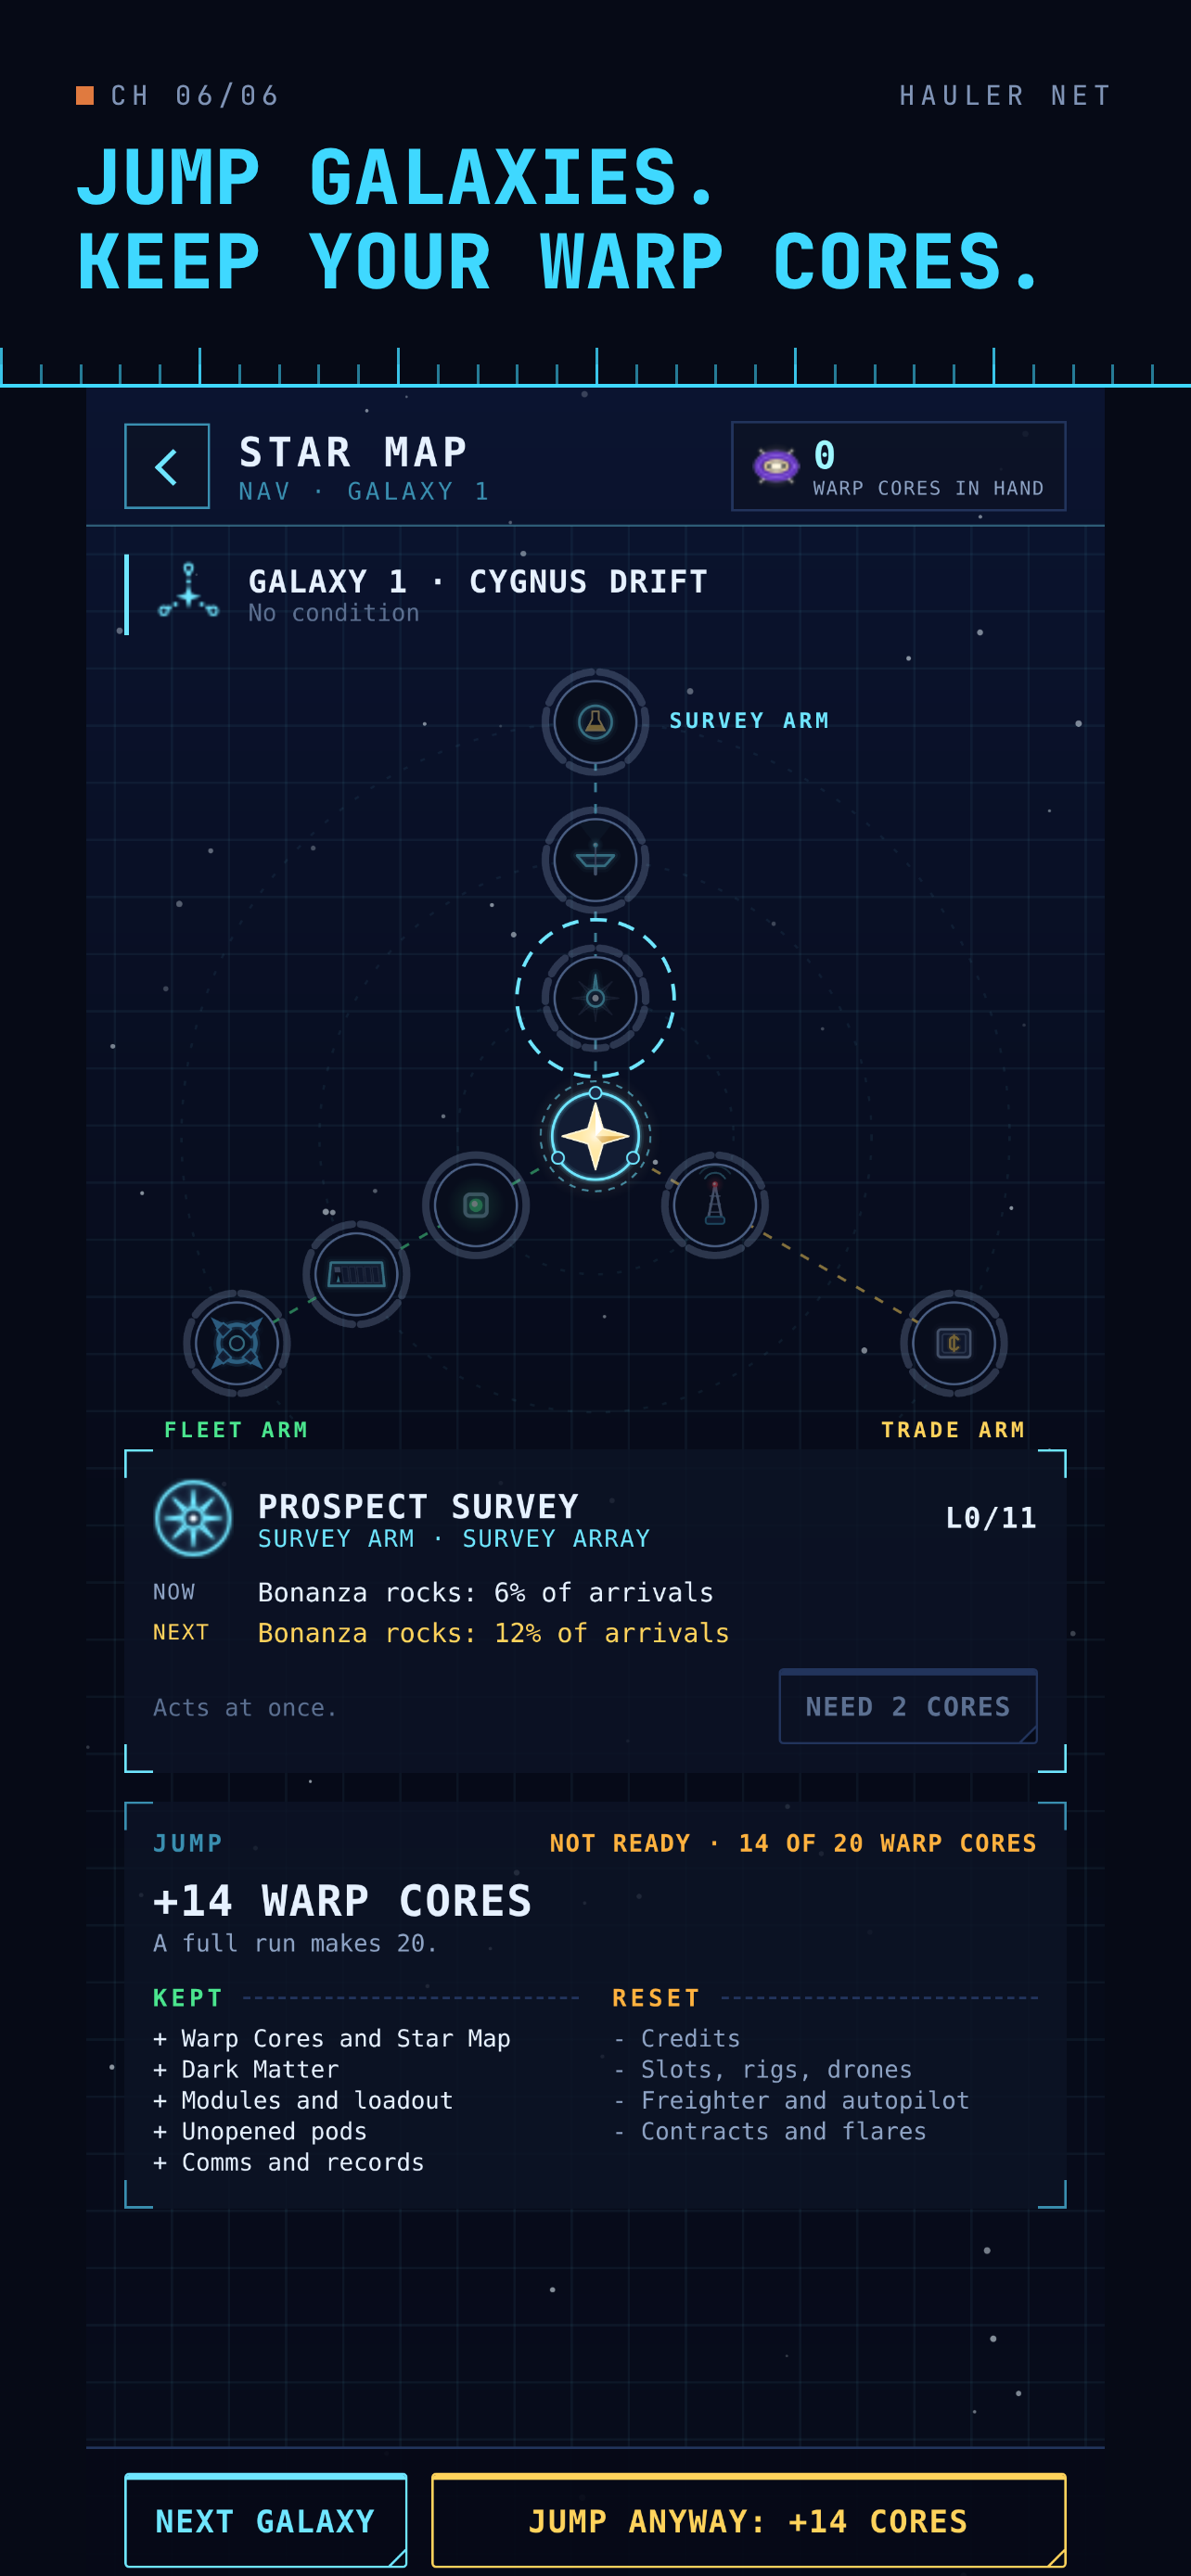 CH 06/06
HAULER NET
JUMP GALAXIES.
KEEP YOUR WARP CORES.
STAR MAP
NAV · GALAXY 1
0
WARP CORES IN HAND
GALAXY 1 · CYGNUS DRIFT
No condition
SURVEY ARM
FLEET ARM
TRADE ARM
PROSPECT SURVEY
SURVEY ARM · SURVEY ARRAY
L0/11
NOW Bonanza rocks: 6% of arrivals
NEXT Bonanza rocks: 12% of arrivals
Acts at once.
NEED 2 CORES
JUMP
NOT READY · 14 OF 20 WARP CORES
+14 WARP CORES
A full run makes 20.
KEPT
+ Warp Cores and Star Map
+ Dark Matter
+ Modules and loadout
+ Unopened pods
+ Comms and records
RESET
- Credits
- Slots, rigs, drones
- Freighter and autopilot
- Contracts and flares
NEXT GALAXY
JUMP ANYWAY: +14 CORES